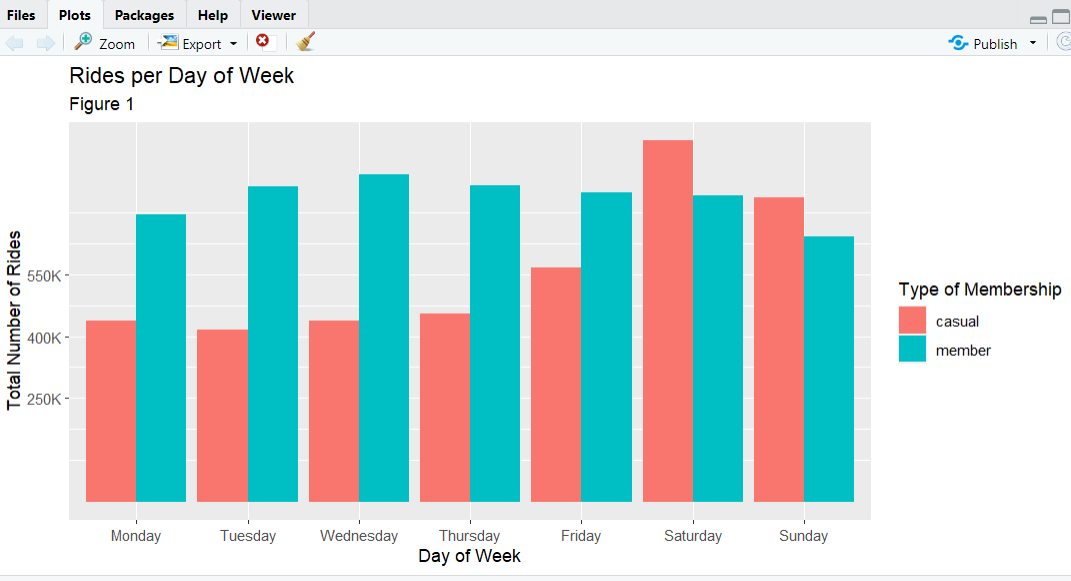 Files Plots Packages Help Viewer
Zoom Export Publish
Rides per Day of Week
Figure 1
Total Number of Rides
550K
400K
250K
Monday Tuesday Wednesday Thursday Friday Saturday Sunday
Day of Week
Type of Membership
casual
member